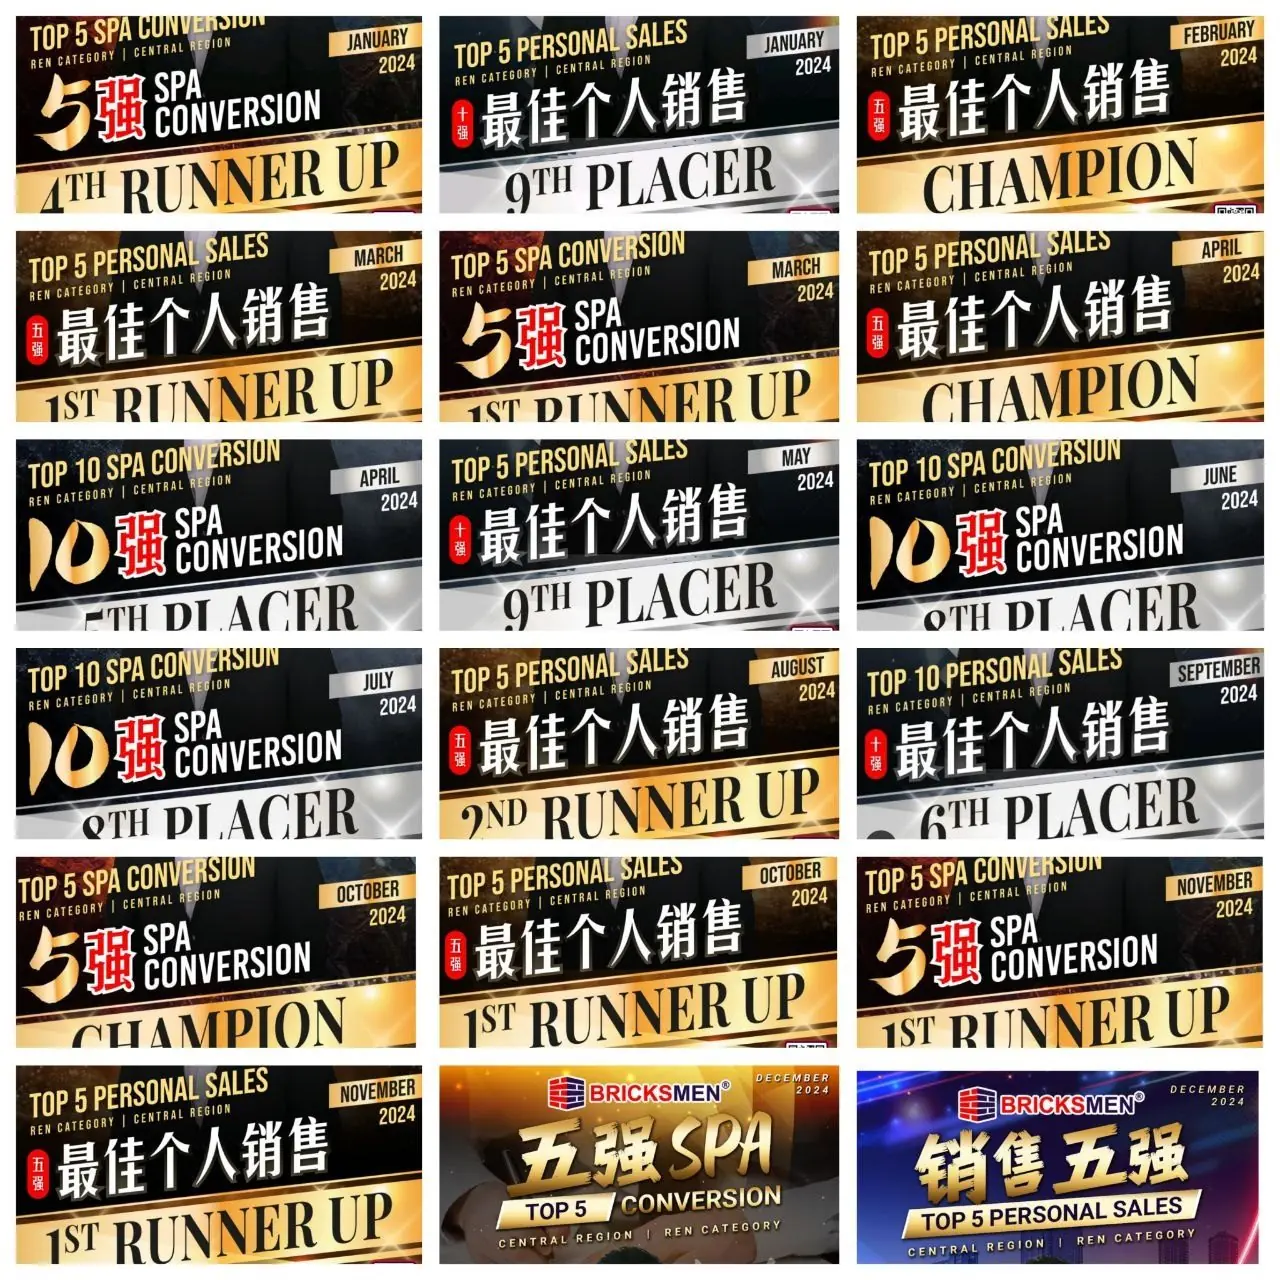 TOP 5 SPA CONVERSION
REN CATEGORY | CENTRAL REGION
JANUARY
2024
5强 SPA
CONVERSION
4TH RUNNER UP
TOP 5 PERSONAL SALES
REN CATEGORY | CENTRAL REGION
JANUARY
2024
十强 最佳个人销售
9TH PLACER
TOP 5 PERSONAL SALES
REN CATEGORY | CENTRAL REGION
FEBRUARY
2024
五强 最佳个人销售
CHAMPION
TOP 5 PERSONAL SALES
REN CATEGORY | CENTRAL REGION
MARCH
2024
五强 最佳个人销售
1ST RUNNER UP
TOP 5 SPA CONVERSION
REN CATEGORY | CENTRAL REGION
MARCH
2024
5强 SPA
CONVERSION
1ST RUNNER UP
TOP 5 PERSONAL SALES
REN CATEGORY | CENTRAL REGION
APRIL
2024
五强 最佳个人销售
CHAMPION
TOP 10 SPA CONVERSION
REN CATEGORY | CENTRAL REGION
APRIL
2024
10强 SPA
CONVERSION
5TH PLACER
TOP 5 PERSONAL SALES
REN CATEGORY | CENTRAL REGION
MAY
2024
十强 最佳个人销售
9TH PLACER
TOP 10 SPA CONVERSION
REN CATEGORY | CENTRAL REGION
JUNE
2024
10强 SPA
CONVERSION
8TH PLACER
TOP 10 SPA CONVERSION
REN CATEGORY | CENTRAL REGION
JULY
2024
10强 SPA
CONVERSION
8TH PLACER
TOP 5 PERSONAL SALES
REN CATEGORY | CENTRAL REGION
AUGUST
2024
五强 最佳个人销售
2ND RUNNER UP
TOP 10 PERSONAL SALES
REN CATEGORY | CENTRAL REGION
SEPTEMBER
2024
十强 最佳个人销售
6TH PLACER
TOP 5 SPA CONVERSION
REN CATEGORY | CENTRAL REGION
OCTOBER
2024
5强 SPA
CONVERSION
CHAMPION
TOP 5 PERSONAL SALES
REN CATEGORY | CENTRAL REGION
OCTOBER
2024
五强 最佳个人销售
1ST RUNNER UP
TOP 5 SPA CONVERSION
REN CATEGORY | CENTRAL REGION
NOVEMBER
2024
5强 SPA
CONVERSION
1ST RUNNER UP
TOP 5 PERSONAL SALES
REN CATEGORY | CENTRAL REGION
NOVEMBER
2024
五强 最佳个人销售
1ST RUNNER UP
BRICKSMEN®
DECEMBER
2024
五强 SPA
TOP 5 CONVERSION
CENTRAL REGION | REN CATEGORY
BRICKSMEN®
DECEMBER
2024
销售五强
TOP 5 PERSONAL SALES
CENTRAL REGION | REN CATEGORY